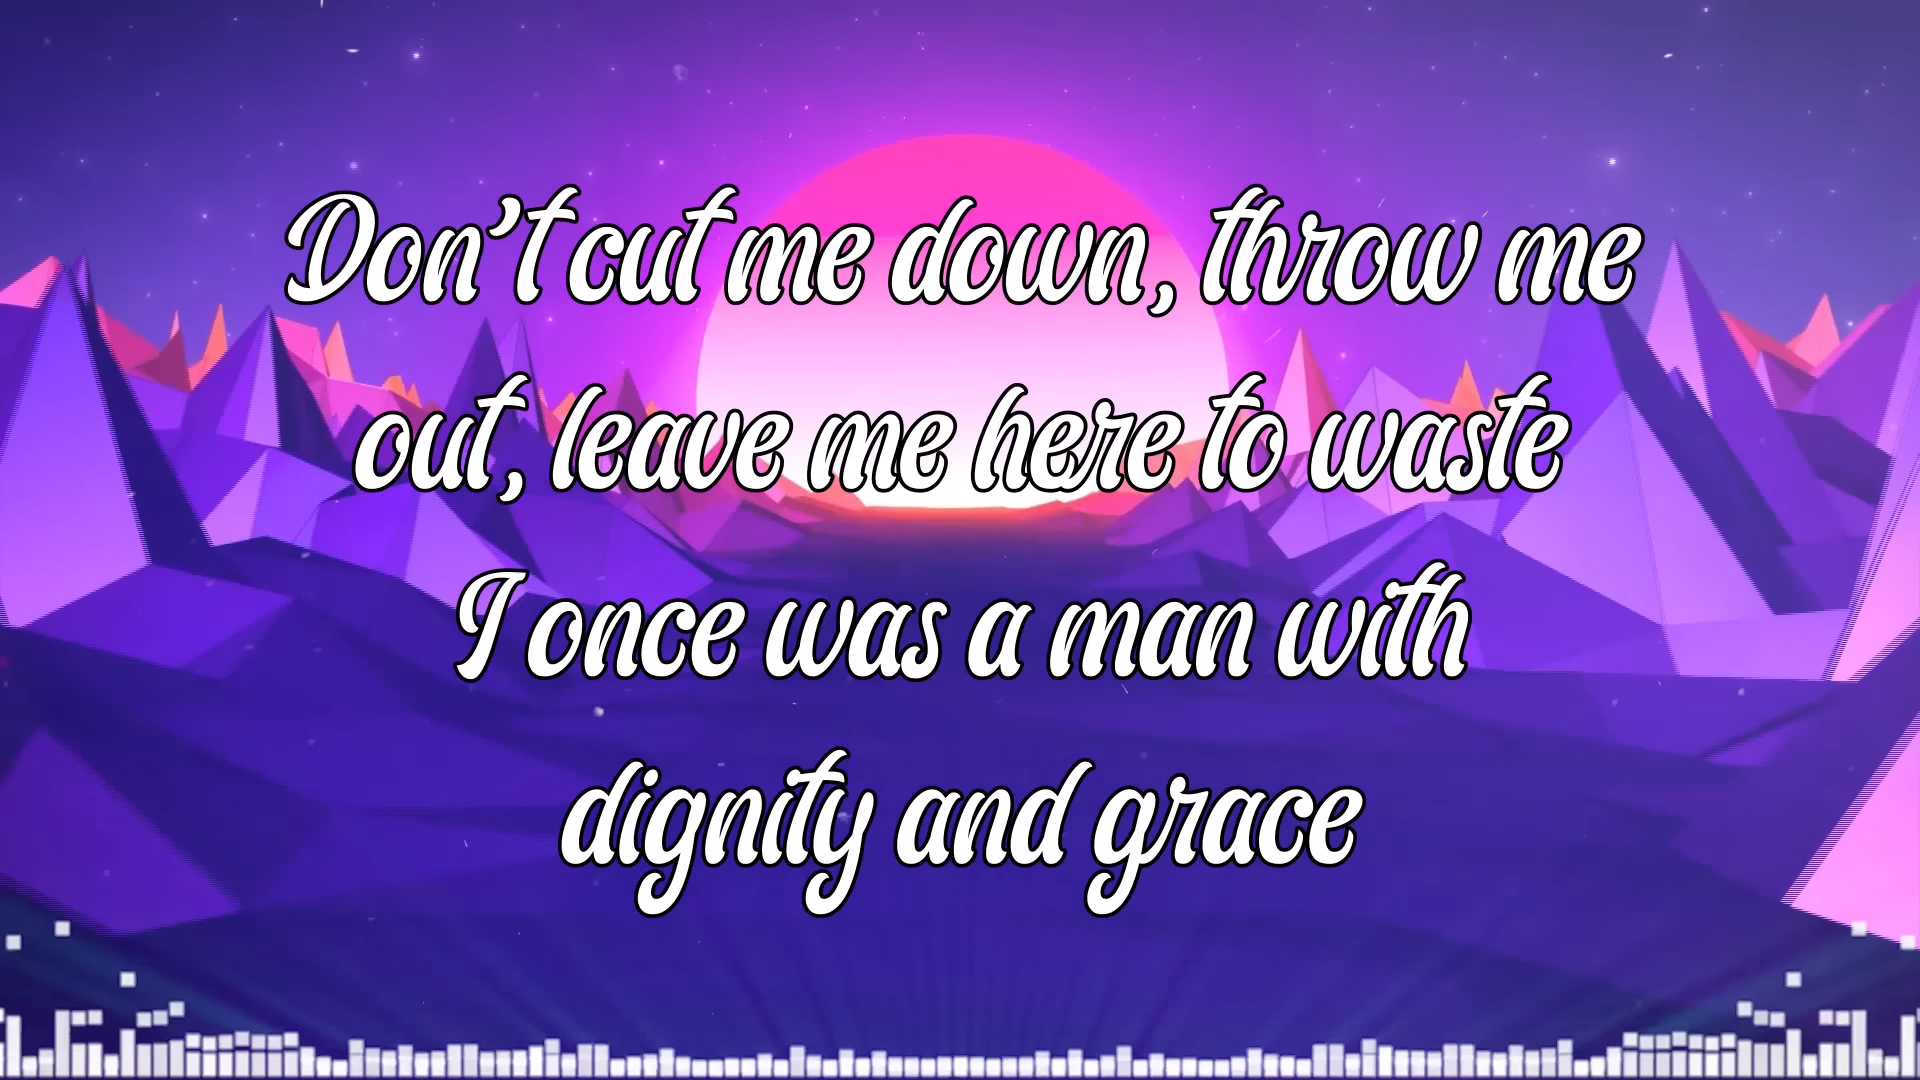 Don't cut me down, throw me
out, leave me here to waste
I once was a man with
dignity and grace